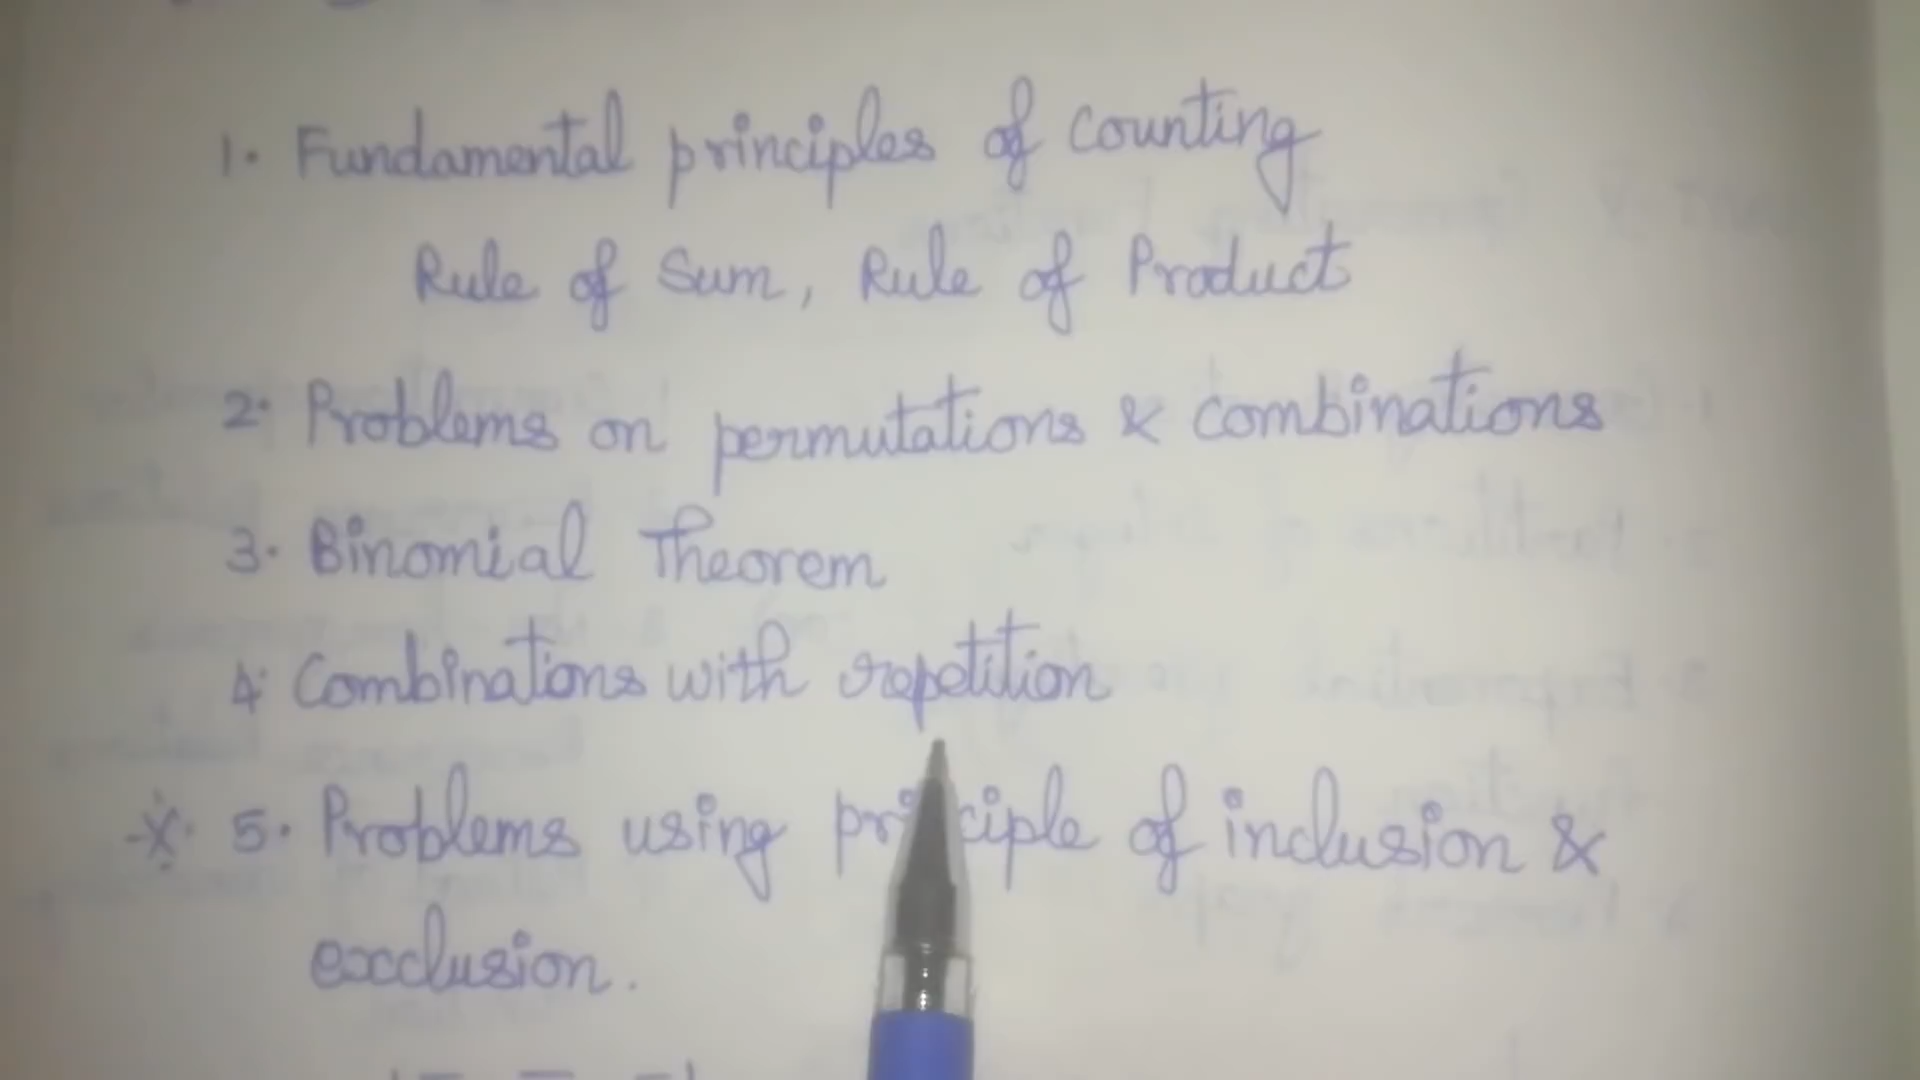 1. Fundamental principles of counting
Rule of Sum, Rule of Product
2. Problems on permutations & combinations
3. Binomial Theorem
4. Combinations with repetition
* 5. Problems using principle of inclusion &
exclusion.